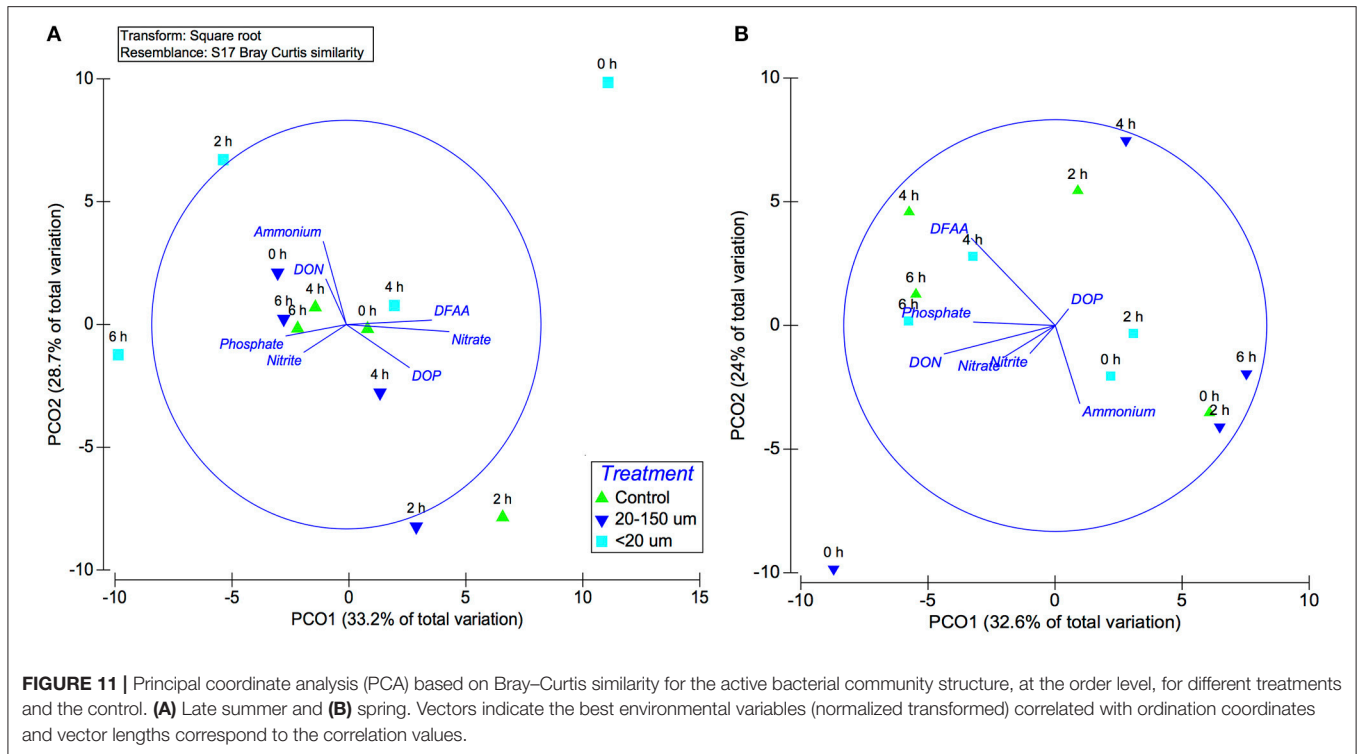 A
Transform: Square root
Resemblance: S17 Bray Curtis similarity
10
5
0
-5
-10
PCO2 (28.7% of total variation)
0 h
2 h
Ammonium
0 h
DON
4 h
6 h
6 h
0 h
4 h
DFAA
Nitrate
Phosphate
Nitrite
DOP
4 h
6 h
2 h
2 h
Treatment
Control
20-150 um
<20 um
-10
-5
0
5
10
15
PCO1 (33.2% of total variation)
B
10
5
0
-5
-10
PCO2 (24% of total variation)
4 h
2 h
4 h
DFAA
4 h
6 h
6 h
Phosphate
DOP
2 h
DON
Nitrate
Nitrite
0 h
6 h
Ammonium
0 h
2 h
0 h
-10
-5
0
5
10
PCO1 (32.6% of total variation)
FIGURE 11 | Principal coordinate analysis (PCA) based on Bray–Curtis similarity for the active bacterial community structure, at the order level, for different treatments
and the control. (A) Late summer and (B) spring. Vectors indicate the best environmental variables (normalized transformed) correlated with ordination coordinates
and vector lengths correspond to the correlation values.